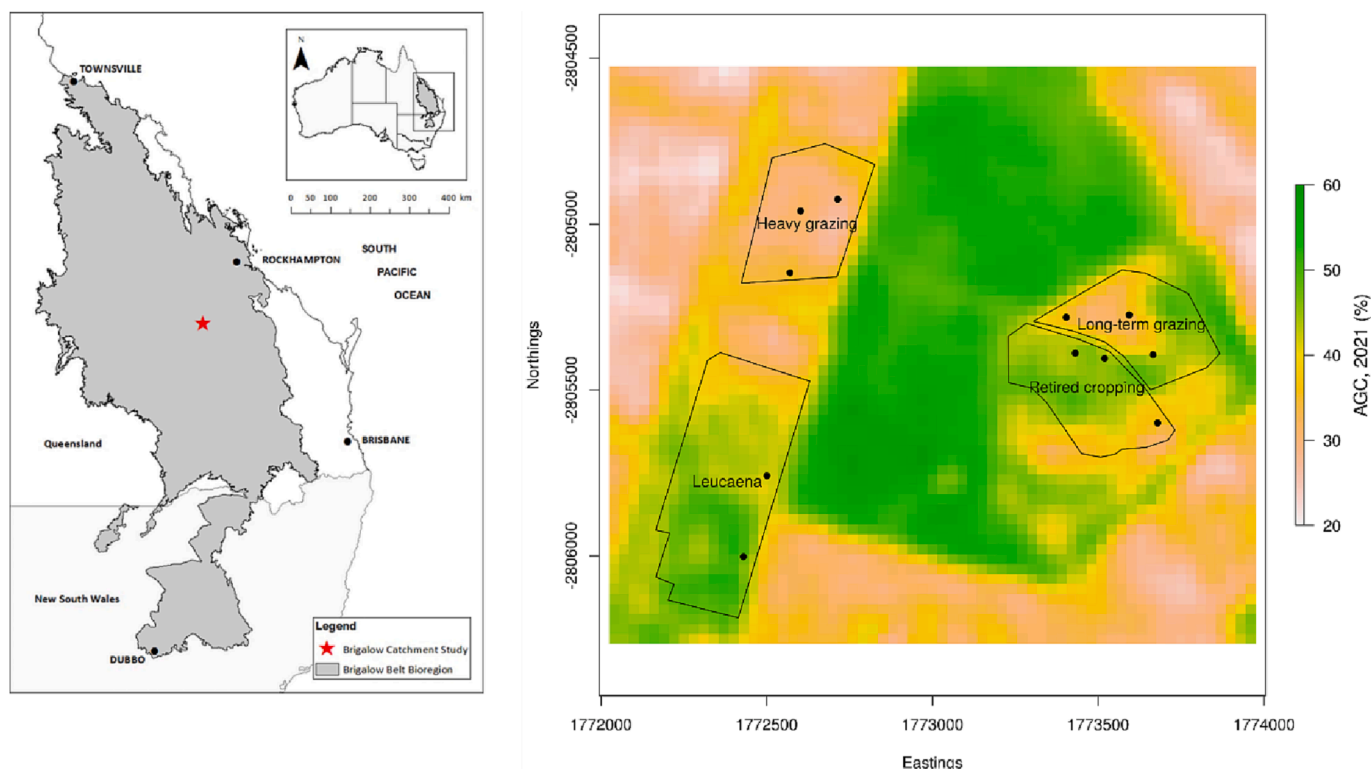 TOWNSVILLE
N
0 100 200 300 400 km
ROCKHAMPTON
SOUTH
PACIFIC
OCEAN
BRISBANE
Queensland
New South Wales
DUBBO
Legend
Brigalow Catchment Study
Brigalow Belt Bioregion
Northings
-2804500
-2805000
-2805500
-2806000
Heavy grazing
Long-term grazing
Retired cropping
Leucaena
1772000 1772500 1773000 1773500 1774000
Eastings
60
50
40
30
20
AGC, 2021 (%)